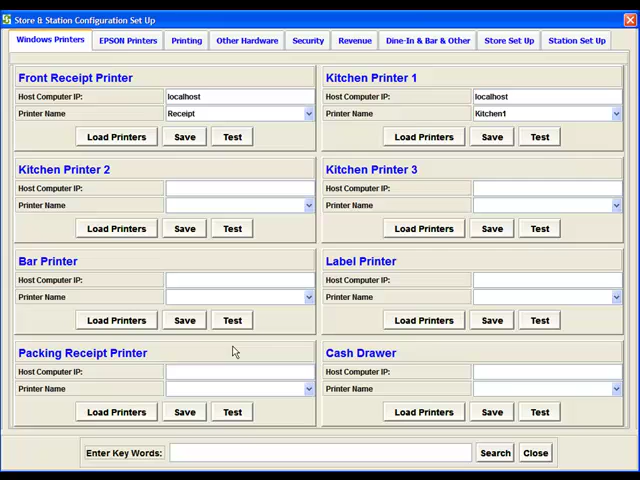 Store & Station Configuration Set Up
Windows Printers EPSON Printers Printing Other Hardware Security Revenue Dine-In & Bar & Other Store Set Up Station Set Up
Front Receipt Printer
Host Computer IP: localhost
Printer Name Receipt
Load Printers Save Test
Kitchen Printer 1
Host Computer IP: localhost
Printer Name Kitchen1
Load Printers Save Test
Kitchen Printer 2
Host Computer IP:
Printer Name
Load Printers Save Test
Kitchen Printer 3
Host Computer IP:
Printer Name
Load Printers Save Test
Bar Printer
Host Computer IP:
Printer Name
Load Printers Save Test
Label Printer
Host Computer IP:
Printer Name
Load Printers Save Test
Packing Receipt Printer
Host Computer IP:
Printer Name
Load Printers Save Test
Cash Drawer
Host Computer IP:
Printer Name
Load Printers Save Test
Enter Key Words: Search Close